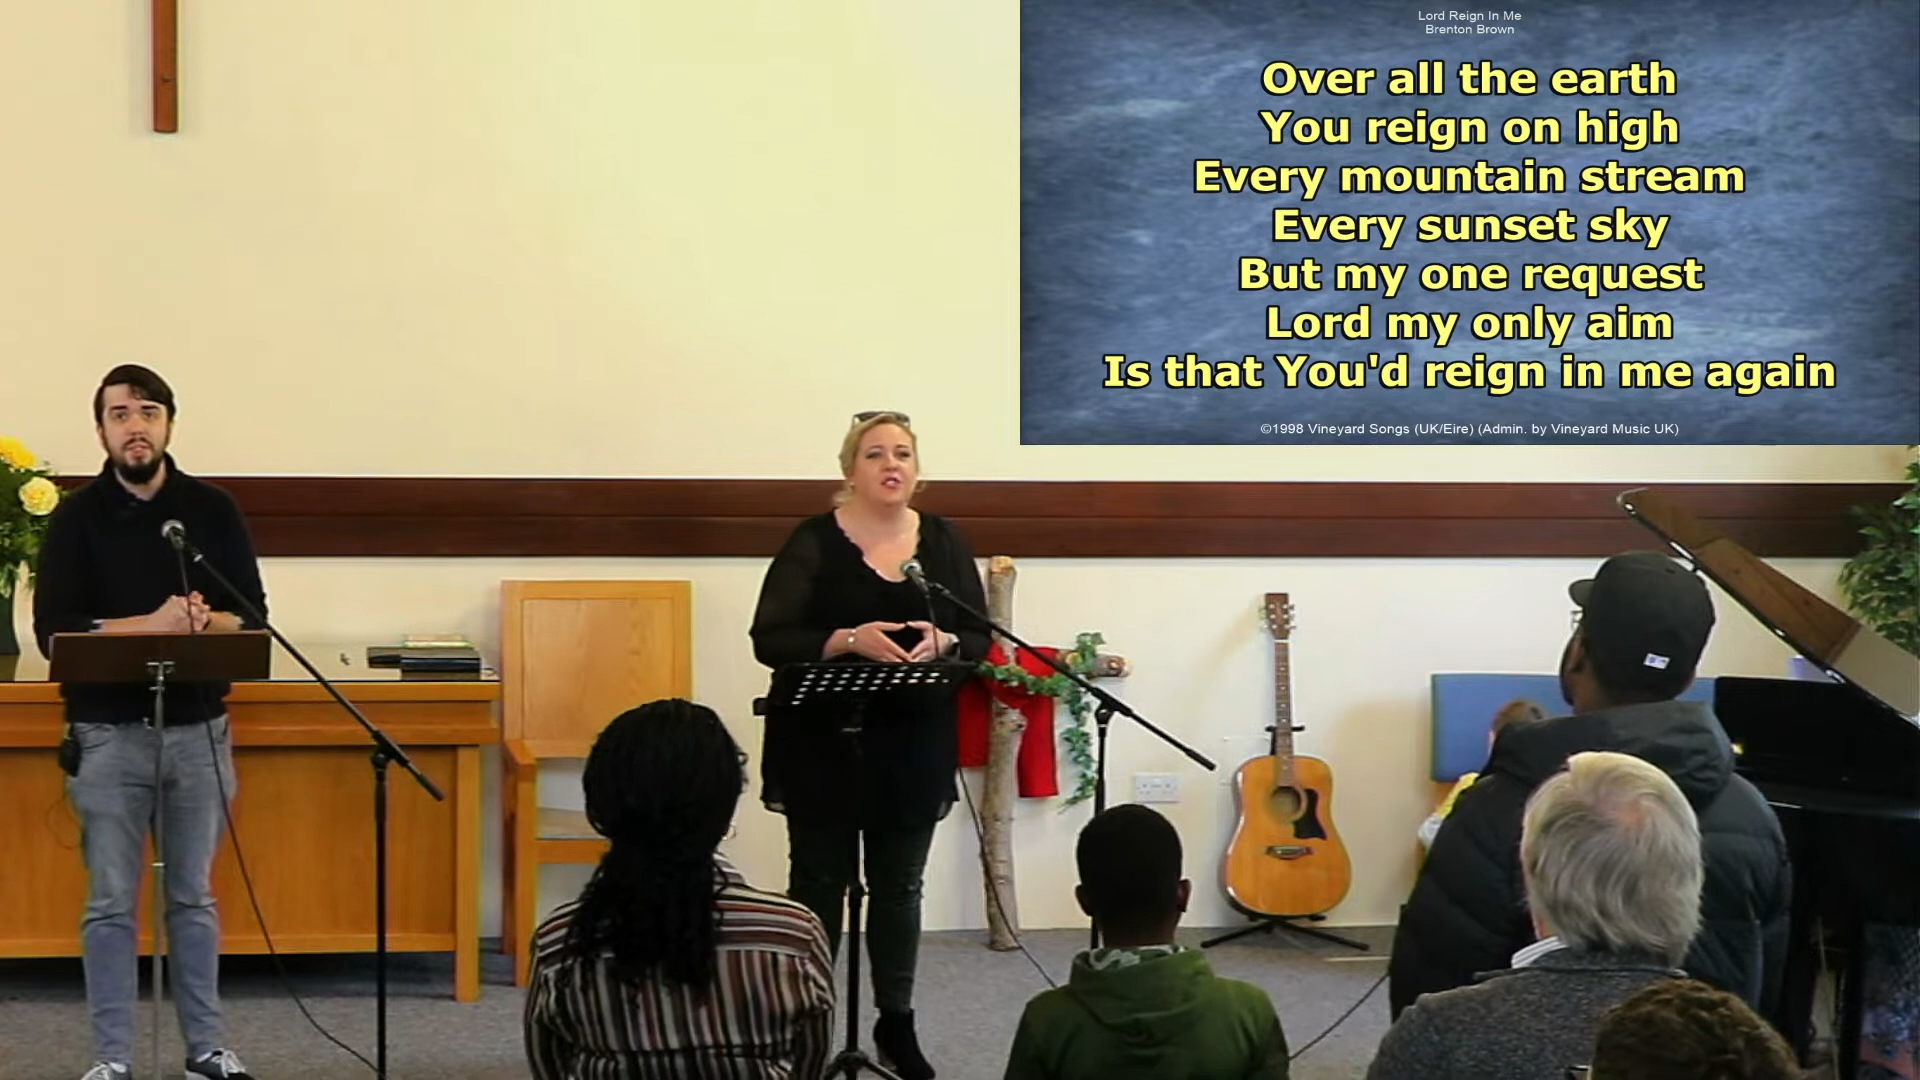 Lord Reign In Me
Brenton Brown
Over all the earth
You reign on high
Every mountain stream
Every sunset sky
But my one request
Lord my only aim
Is that You'd reign in me again
©1998 Vineyard Songs (UK/Eire) (Admin. by Vineyard Music UK)